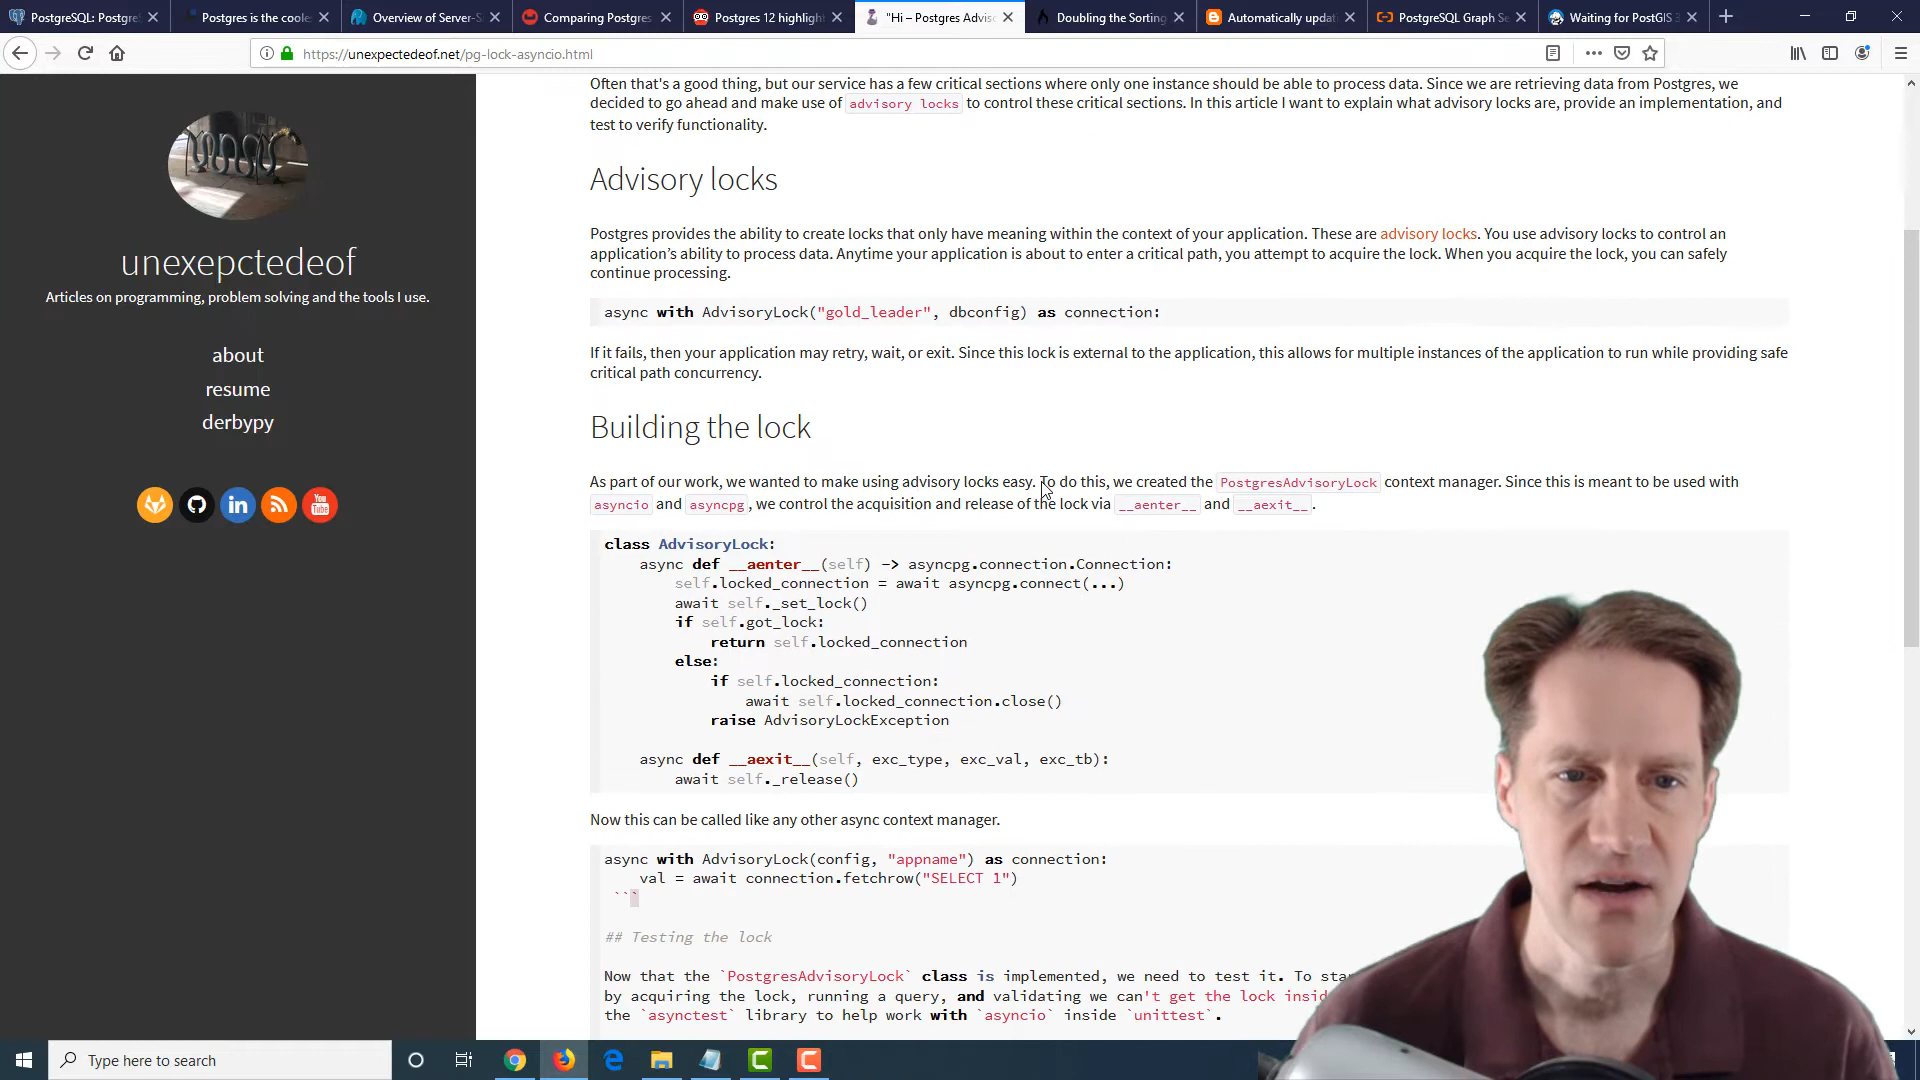 PostgreSQL: Postgre
Postgres is the cooles
Overview of Server-S
Comparing Postgres
Postgres 12 highlight
"Hi – Postgres Advis
Doubling the Sorting
Automatically updat
PostgreSQL Graph Se
Waiting for PostGIS 3
https://unexpectedeof.net/pg-lock-asyncio.html
unexepctedeof
Articles on programming, problem solving and the tools I use.
about
resume
derbypy
You Tube
Often that's a good thing, but our service has a few critical sections where only one instance should be able to process data. Since we are retrieving data from Postgres, we
decided to go ahead and make use of advisory locks to control these critical sections. In this article I want to explain what advisory locks are, provide an implementation, and
test to verify functionality.
Advisory locks
Postgres provides the ability to create locks that only have meaning within the context of your application. These are advisory locks. You use advisory locks to control an
application’s ability to process data. Anytime your application is about to enter a critical path, you attempt to acquire the lock. When you acquire the lock, you can safely
continue processing.
async with AdvisoryLock("gold_leader", dbconfig) as connection:
If it fails, then your application may retry, wait, or exit. Since this lock is external to the application, this allows for multiple instances of the application to run while providing safe
critical path concurrency.
Building the lock
As part of our work, we wanted to make using advisory locks easy. To do this, we created the PostgresAdvisoryLock context manager. Since this is meant to be used with
asyncio and asyncpg, we control the acquisition and release of the lock via __aenter__ and __aexit__.
class AdvisoryLock:
async def __aenter__(self) -> asyncpg.connection.Connection:
self.locked_connection = await asyncpg.connect(...)
await self._set_lock()
if self.got_lock:
return self.locked_connection
else:
if self.locked_connection:
await self.locked_connection.close()
raise AdvisoryLockException
async def __aexit__(self, exc_type, exc_val, exc_tb):
await self._release()
Now this can be called like any other async context manager.
async with AdvisoryLock(config, "appname") as connection:
val = await connection.fetchrow("SELECT 1")
```
## Testing the lock
Now that the `PostgresAdvisoryLock` class is implemented, we need to test it. To sta
by acquiring the lock, running a query, and validating we can't get the lock insid
the `asynctest` library to help work with `asyncio` inside `unittest`.
Type here to search